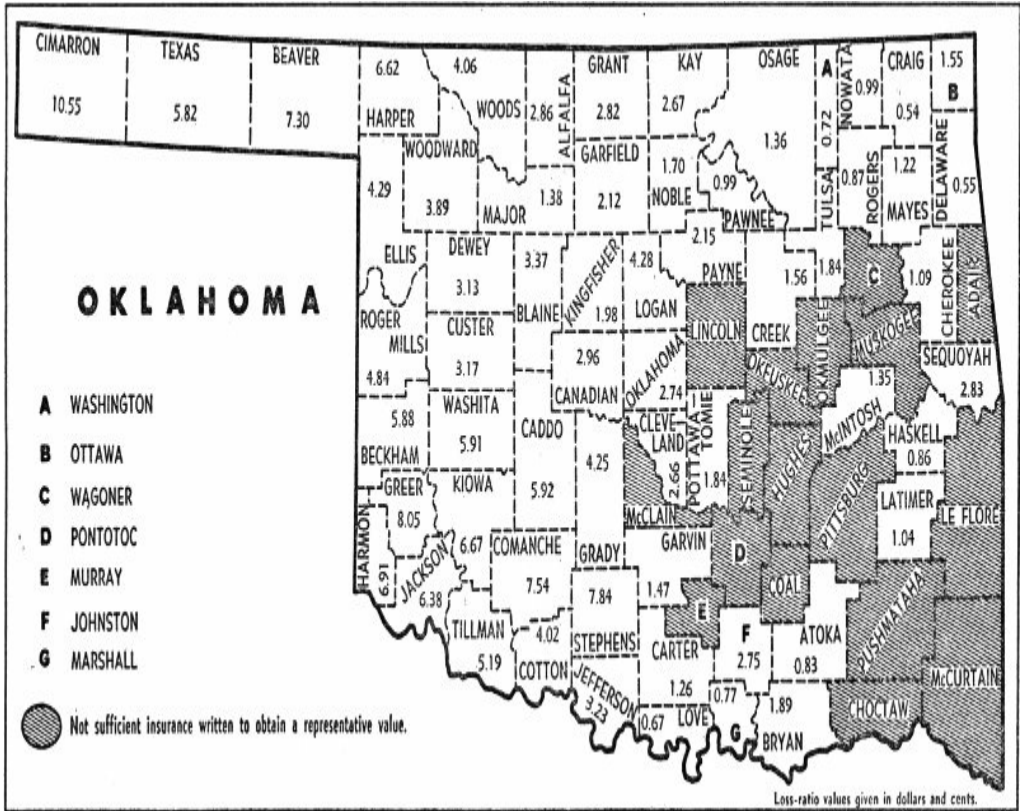 CIMARRON
TEXAS
BEAVER
10.55
5.82
7.30
6.62
HARPER
4.06
WOODS
2.86
ALFALFA
GRANT
2.82
KAY
2.67
OSAGE
1.36
A
0.72
NOWATA
0.99
CRAIG
0.54
1.55
B
WOODWARD
3.89
4.29
ELLIS
MAJOR
1.38
GARFIELD
2.12
1.70
NOBLE
0.99
PAWNEE
TULSA
1.84
0.87
ROGERS
1.22
MAYES
DELAWARE
0.55
DEWEY
3.13
3.37
BLAINE
KINGFISHER
1.98
4.28
LOGAN
2.15
PAYNE
1.56
CREEK
C
1.09
CHEROKEE
ADAIR
OKLAHOMA
ROGER
MILLS
4.84
CUSTER
3.17
2.96
CANADIAN
OKLAHOMA
2.74
LINCOLN
OKFUSKEE
OKMULGEE
MUSKOGEE
SEQUOYAH
2.83
5.88
BECKHAM
WASHITA
5.91
CADDO
5.92
4.25
GRADY
CLEVE
LAND
2.66
POTTAWA-
TOMIE
1.84
SEMINOLE
HUGHES
1.35
McINTOSH
HASKELL
0.86
PITTSBURG
LATIMER
1.04
LE FLORE
HARMON
6.91
GREER
8.05
KIOWA
6.67
JACKSON
6.38
COMANCHE
7.54
McCLAIN
GARVIN
1.47
D
COAL
TILLMAN
5.19
4.02
COTTON
7.84
STEPHENS
E
F
2.75
ATOKA
0.83
PUSHMATAHA
McCURTAIN
JEFFERSON
3.23
CARTER
1.26
0.67
LOVE
0.77
G
1.89
BRYAN
CHOCTAW
A WASHINGTON
B OTTAWA
C WAGONER
D PONTOTOC
E MURRAY
F JOHNSTON
G MARSHALL
Not sufficient insurance written to obtain a representative value.
Loss-ratio values given in dollars and cents.